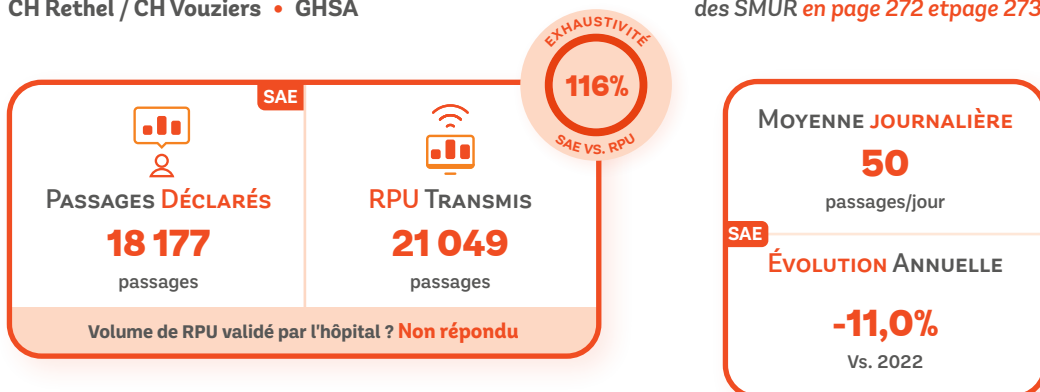 CH Rethel / CH Vouziers • GHSA
des SMUR en page 272 etpage 273
EXHAUSTIVITÉ
116%
SAE VS. RPU
SAE
Passages Déclarés
18 177
passages
RPU Transmis
21 049
passages
Volume de RPU validé par l'hôpital ? Non répondu
Moyenne journalière
50
passages/jour
SAE
Évolution Annuelle
-11,0%
Vs. 2022